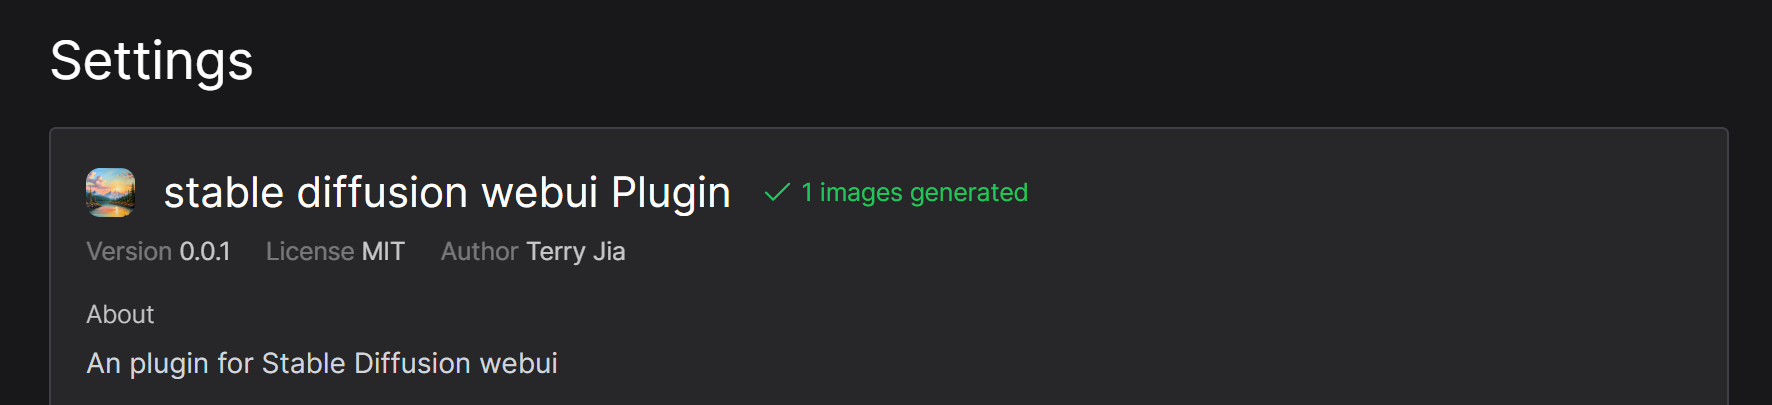 Settings
stable diffusion webui Plugin 1 images generated
Version 0.0.1 License MIT Author Terry Jia
About
An plugin for Stable Diffusion webui